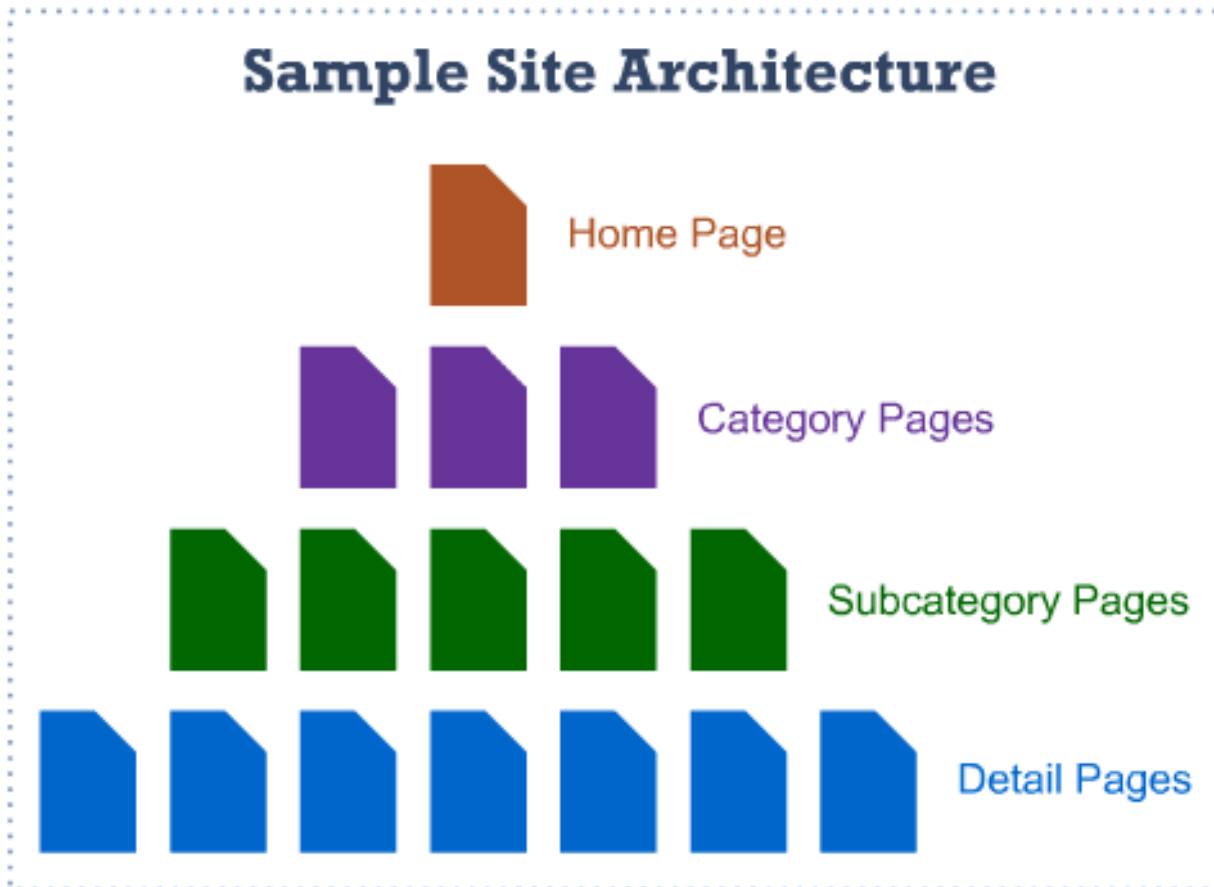 Sample Site Architecture
Home Page
Category Pages
Subcategory Pages
Detail Pages